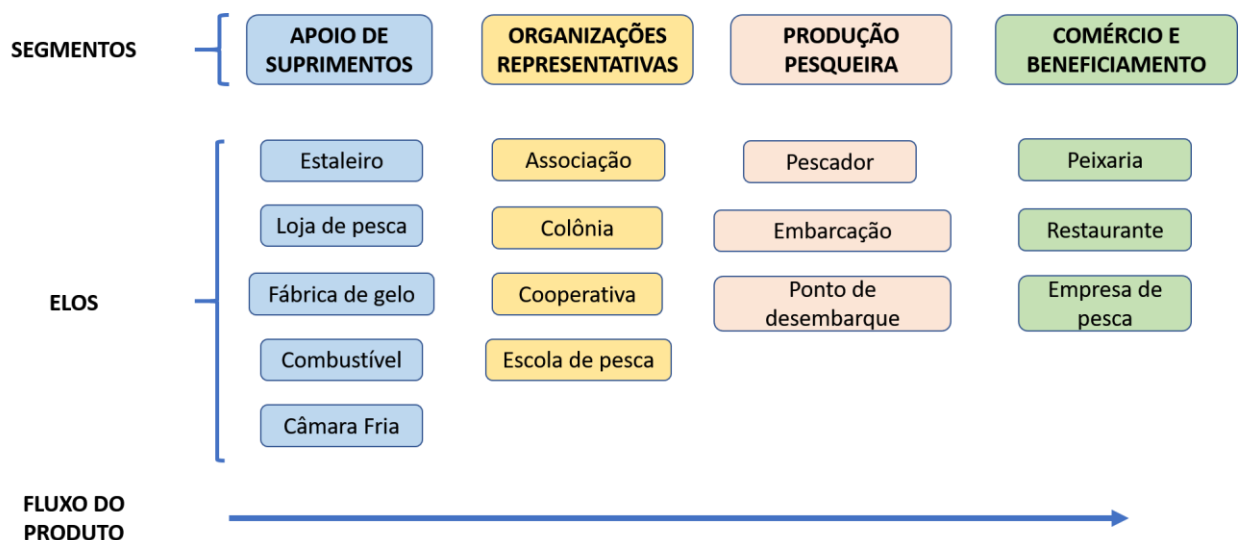 SEGMENTOS
APOIO DE
SUPRIMENTOS
ORGANIZAÇÕES
REPRESENTATIVAS
PRODUÇÃO
PESQUEIRA
COMÉRCIO E
BENEFICIAMENTO
ELOS
Estaleiro
Loja de pesca
Fábrica de gelo
Combustível
Câmara Fria
Associação
Colônia
Cooperativa
Escola de pesca
Pescador
Embarcação
Ponto de
desembarque
Peixaria
Restaurante
Empresa de
pesca
FLUXO DO
PRODUTO